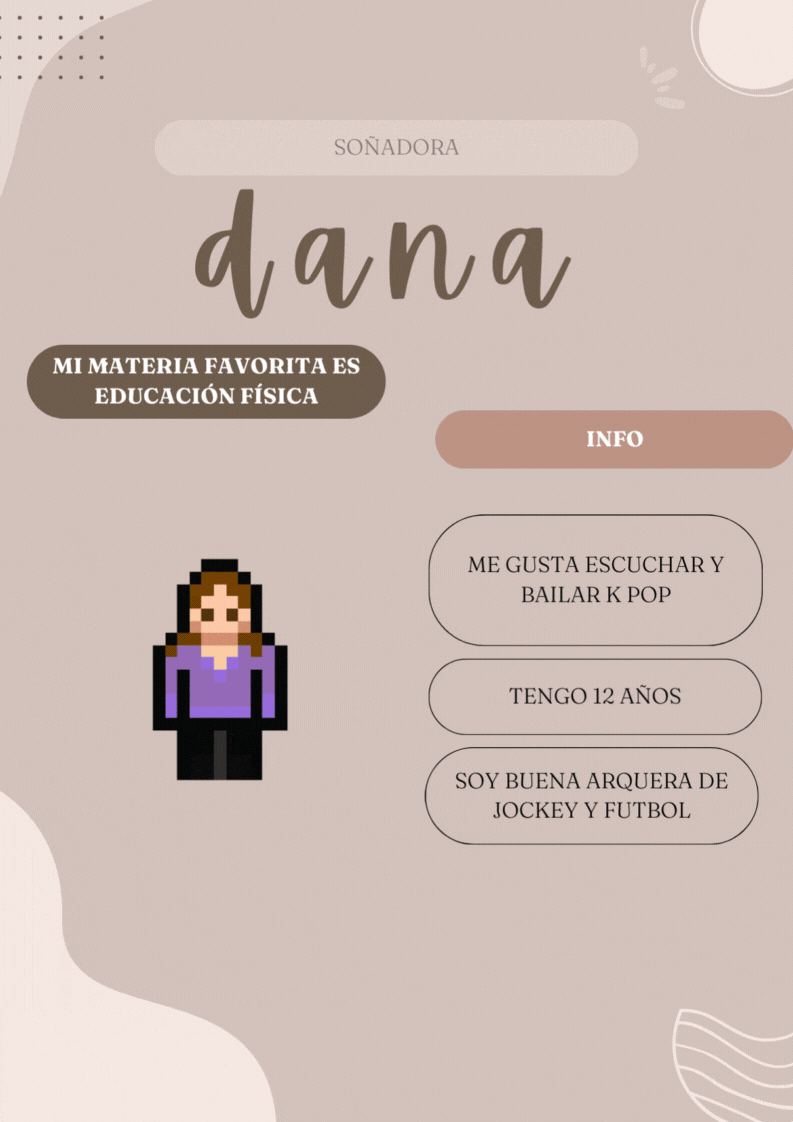 SOÑADORA
dana
MI MATERIA FAVORITA ES
EDUCACIÓN FÍSICA
INFO
ME GUSTA ESCUCHAR Y
BAILAR K POP
TENGO 12 AÑOS
SOY BUENA ARQUERA DE
JOCKEY Y FUTBOL